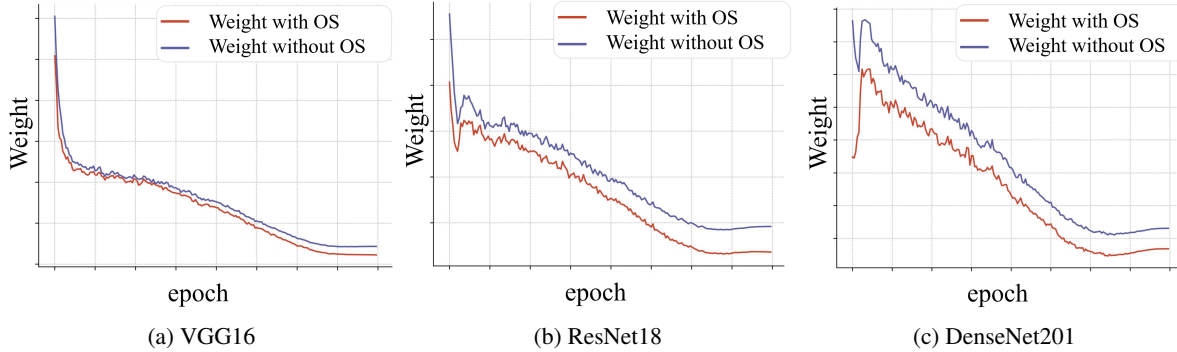 Weight with OS
Weight without OS
Weight
epoch
(a) VGG16
Weight with OS
Weight without OS
Weight
epoch
(b) ResNet18
Weight with OS
Weight without OS
Weight
epoch
(c) DenseNet201